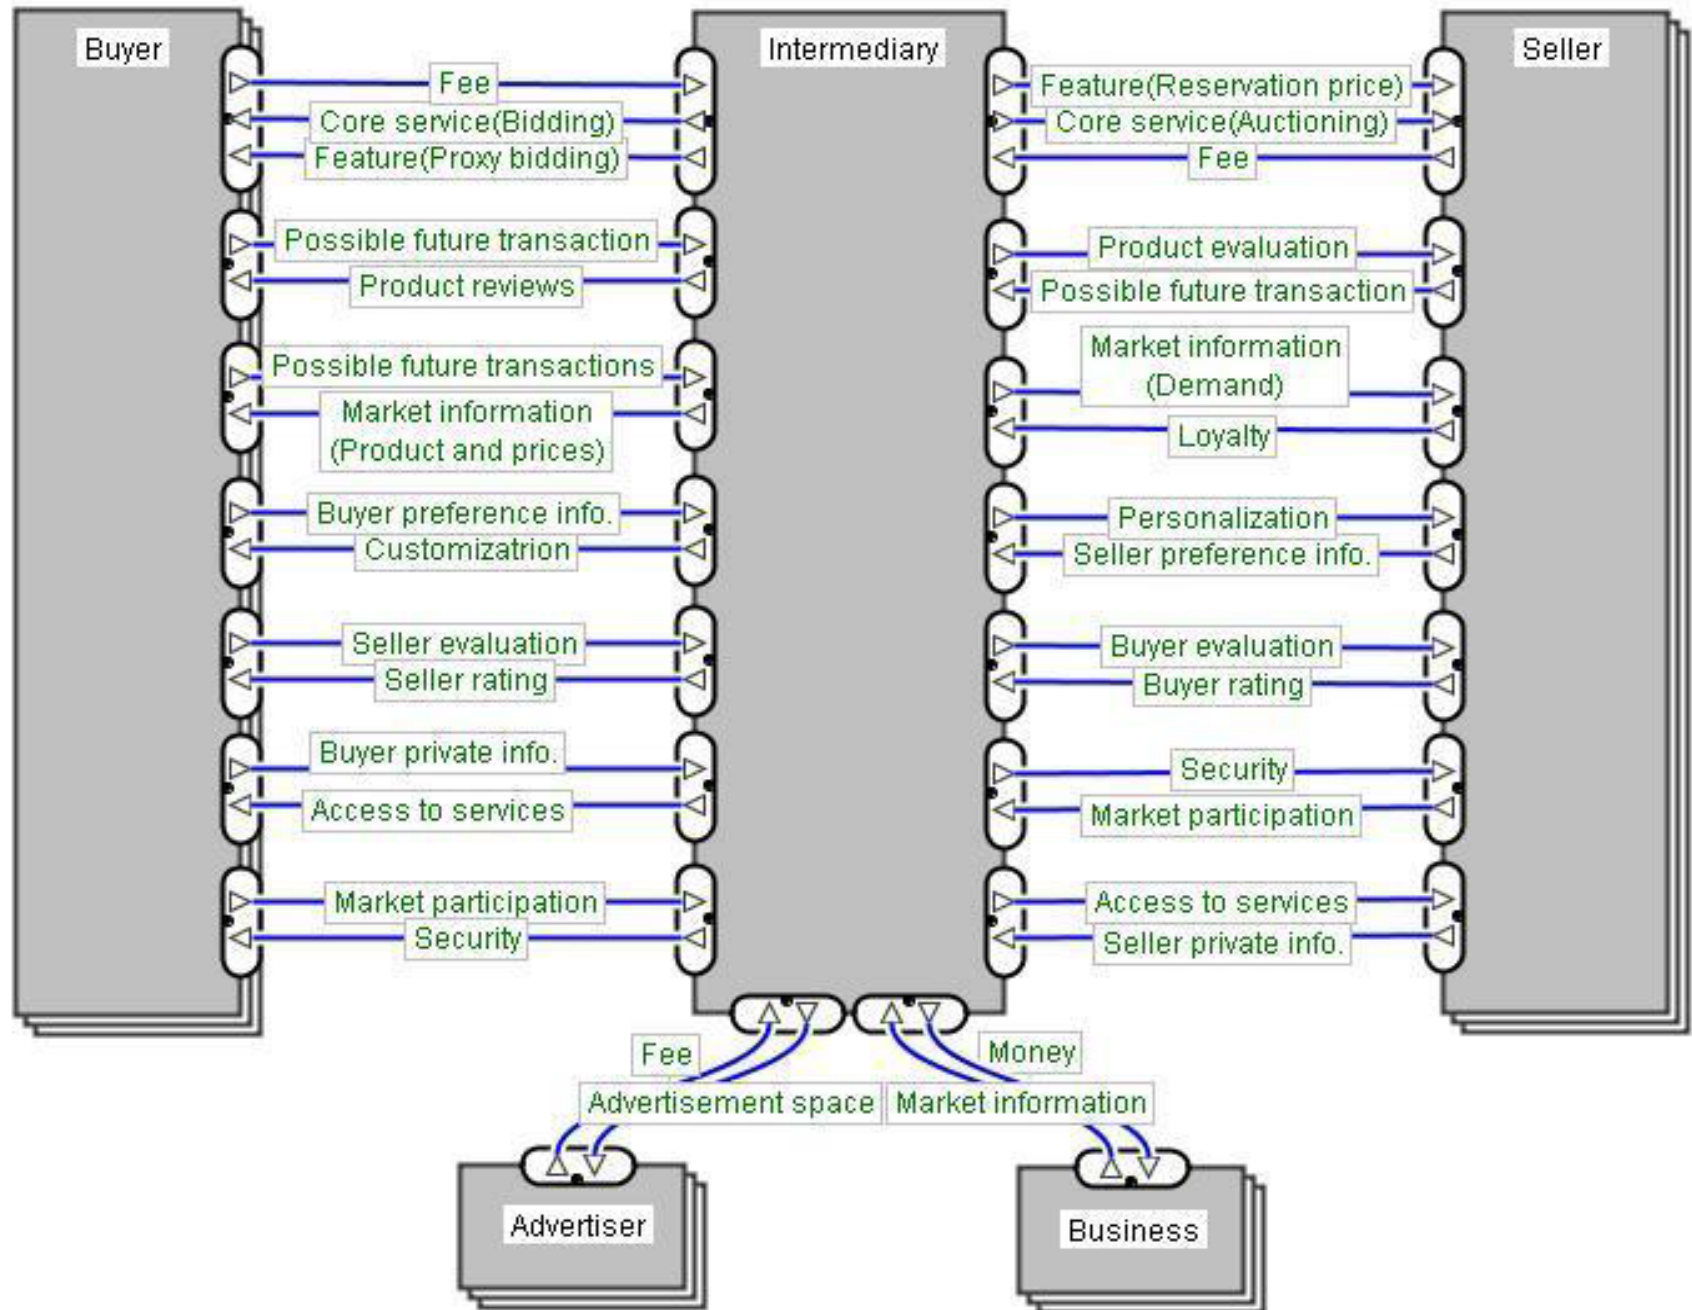 Buyer
Intermediary
Seller
Fee
Core service(Bidding)
Feature(Proxy bidding)
Possible future transaction
Product reviews
Possible future transactions
Market information
(Product and prices)
Buyer preference info.
Customizatrion
Seller evaluation
Seller rating
Buyer private info.
Access to services
Market participation
Security
Feature(Reservation price)
Core service(Auctioning)
Fee
Product evaluation
Possible future transaction
Market information
(Demand)
Loyalty
Personalization
Seller preference info.
Buyer evaluation
Buyer rating
Security
Market participation
Access to services
Seller private info.
Fee
Money
Advertisement space
Market information
Advertiser
Business